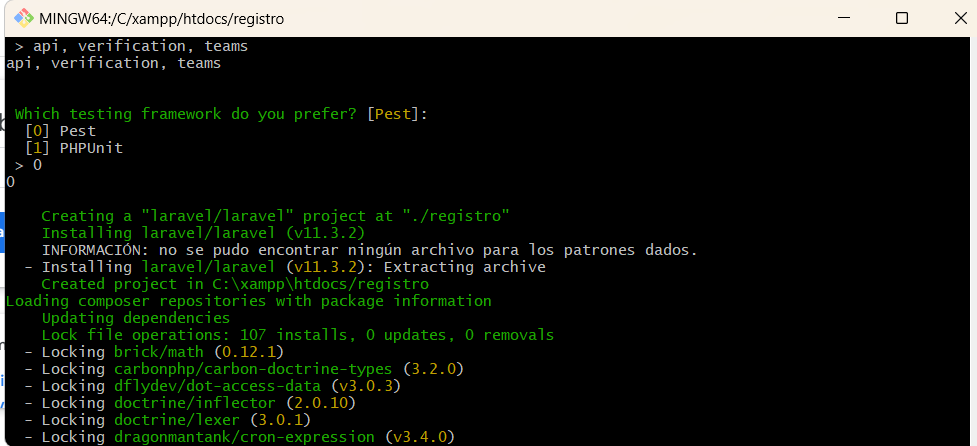 MINGW64:/C/xampp/htdocs/registro
> api, verification, teams
api, verification, teams
Which testing framework do you prefer? [Pest]:
[0] Pest
[1] PHPUnit
> 0
0
Creating a "laravel/laravel" project at "./registro"
Installing laravel/laravel (v11.3.2)
INFORMACIÓN: no se pudo encontrar ningún archivo para los patrones dados.
- Installing laravel/laravel (v11.3.2): Extracting archive
Created project in C:\xampp\htdocs/registro
Loading composer repositories with package information
Updating dependencies
Lock file operations: 107 installs, 0 updates, 0 removals
- Locking brick/math (0.12.1)
- Locking carbonphp/carbon-doctrine-types (3.2.0)
- Locking dflydev/dot-access-data (v3.0.3)
- Locking doctrine/inflector (2.0.10)
- Locking doctrine/lexer (3.0.1)
- Locking dragonmantank/cron-expression (v3.4.0)